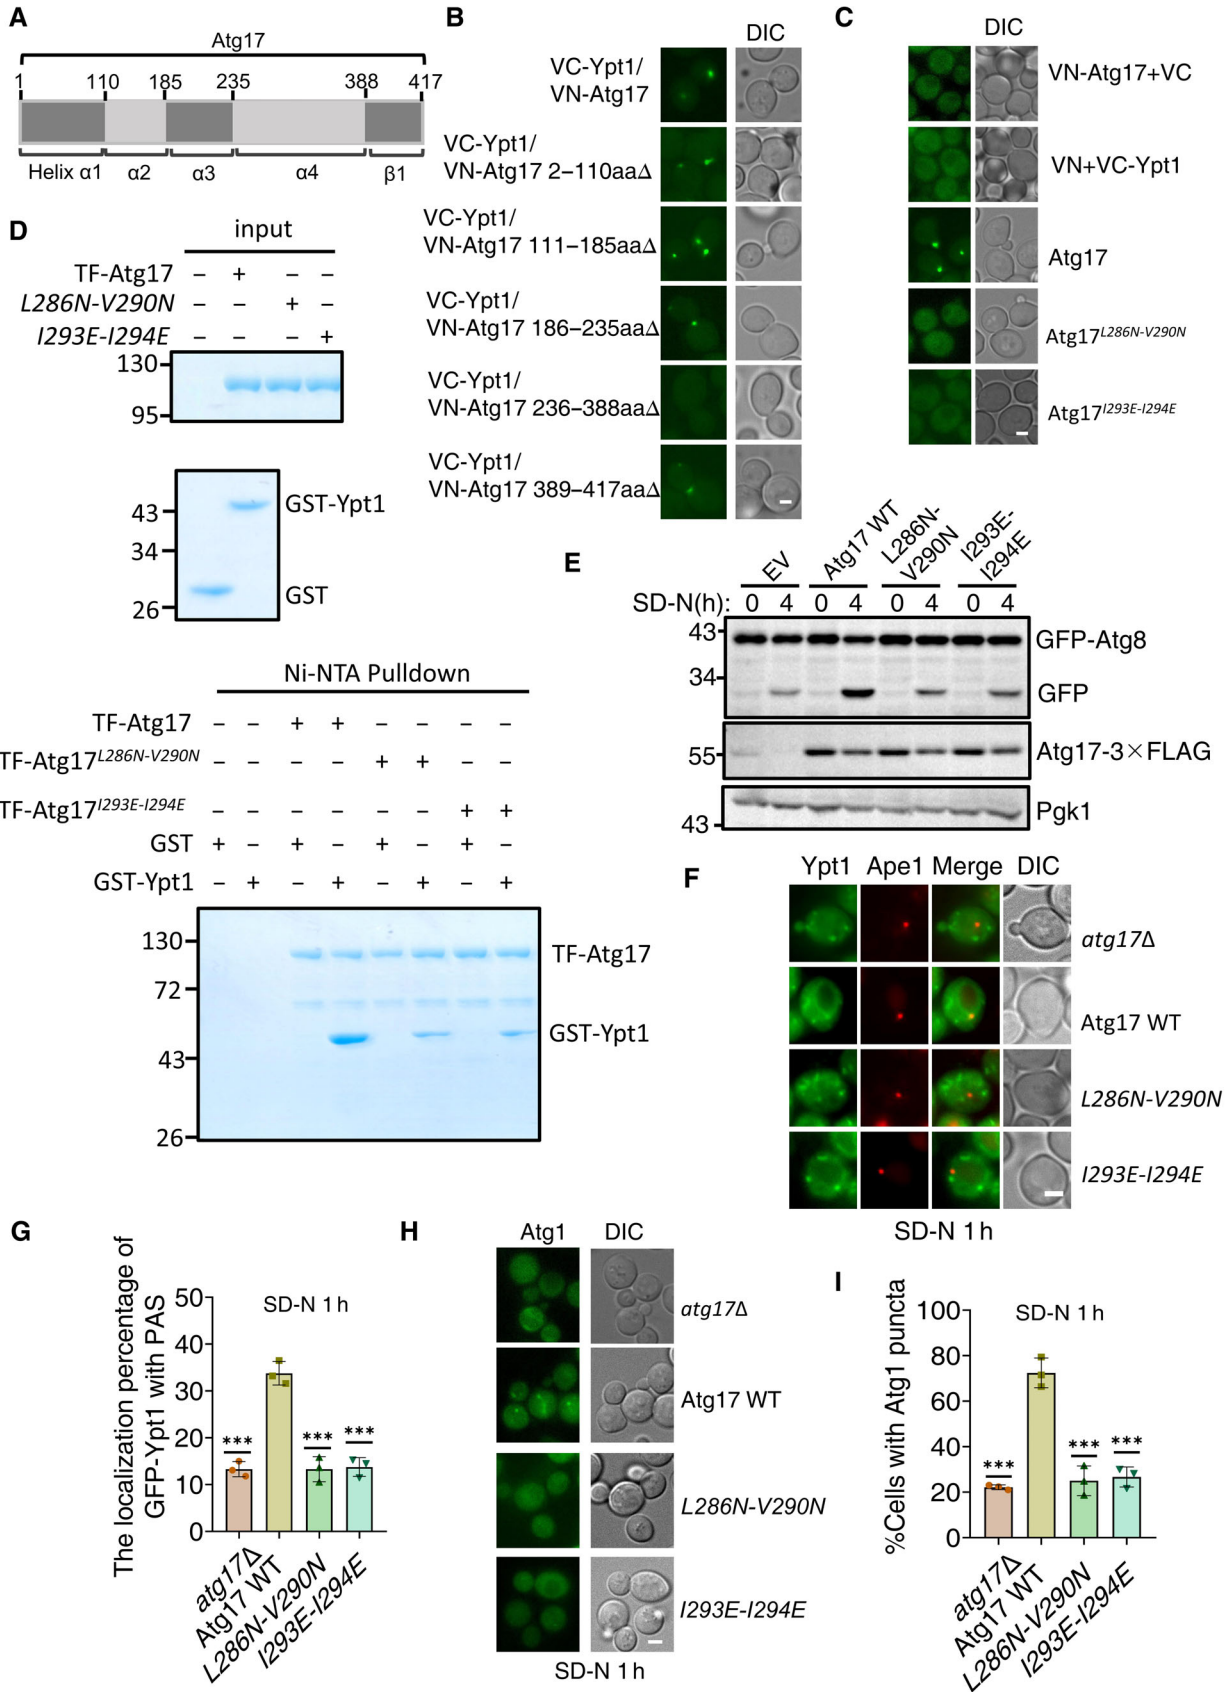 A
Atg17
1 110 185 235 388 417
Helix α1 α2 α3 α4 β1
B
DIC
VC-Ypt1/
VN-Atg17
VC-Ypt1/
VN-Atg17 2–110aaΔ
VC-Ypt1/
VN-Atg17 111–185aaΔ
VC-Ypt1/
VN-Atg17 186–235aaΔ
VC-Ypt1/
VN-Atg17 236–388aaΔ
VC-Ypt1/
VN-Atg17 389–417aaΔ
C
DIC
VN-Atg17+VC
VN+VC-Ypt1
Atg17
Atg17L286N-V290N
Atg17I293E-I294E
D
input
TF-Atg17 – + – –
L286N-V290N – – + –
I293E-I294E – – – +
130
95
43
34
26
GST-Ypt1
GST
Ni-NTA Pulldown
TF-Atg17 – – + + – – – –
TF-Atg17L286N-V290N – – – – + + – –
TF-Atg17I293E-I294E – – – – – – + +
GST + – + – + – + –
GST-Ypt1 – + – + – + – +
130
72
43
26
TF-Atg17
GST-Ypt1
E
EV
Atg17 WT
L286N-
V290N
I293E-
I294E
SD-N(h): 0 4 0 4 0 4 0 4
43
34
55
43
GFP-Atg8
GFP
Atg17-3×FLAG
Pgk1
F
Ypt1 Ape1 Merge DIC
atg17Δ
Atg17 WT
L286N-V290N
I293E-I294E
SD-N 1h
G
The localization percentage of
GFP-Ypt1 with PAS
SD-N 1h
50
40
30
20
10
0
***
***
***
atg17Δ
Atg17 WT
L286N-V290N
I293E-I294E
H
Atg1 DIC
atg17Δ
Atg17 WT
L286N-V290N
I293E-I294E
SD-N 1h
I
%Cells with Atg1 puncta
SD-N 1h
100
80
60
40
20
0
***
***
***
atg17Δ
Atg17 WT
L286N-V290N
I293E-I294E